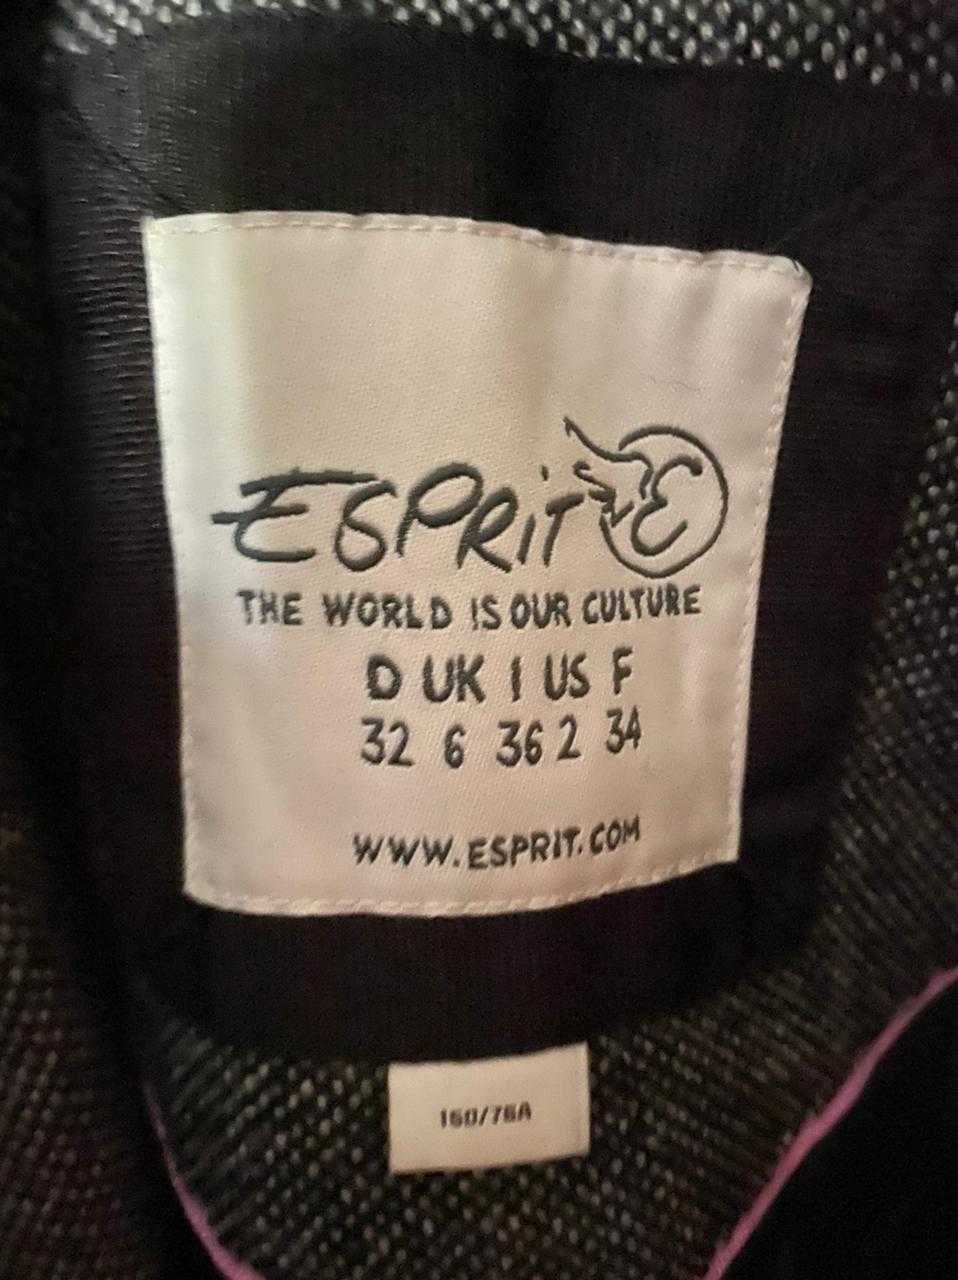 ESPRiT E
THE WORLD IS OUR CULTURE
D UK I US F
32 6 36 2 34
WWW.ESPRIT.COM
160/76A